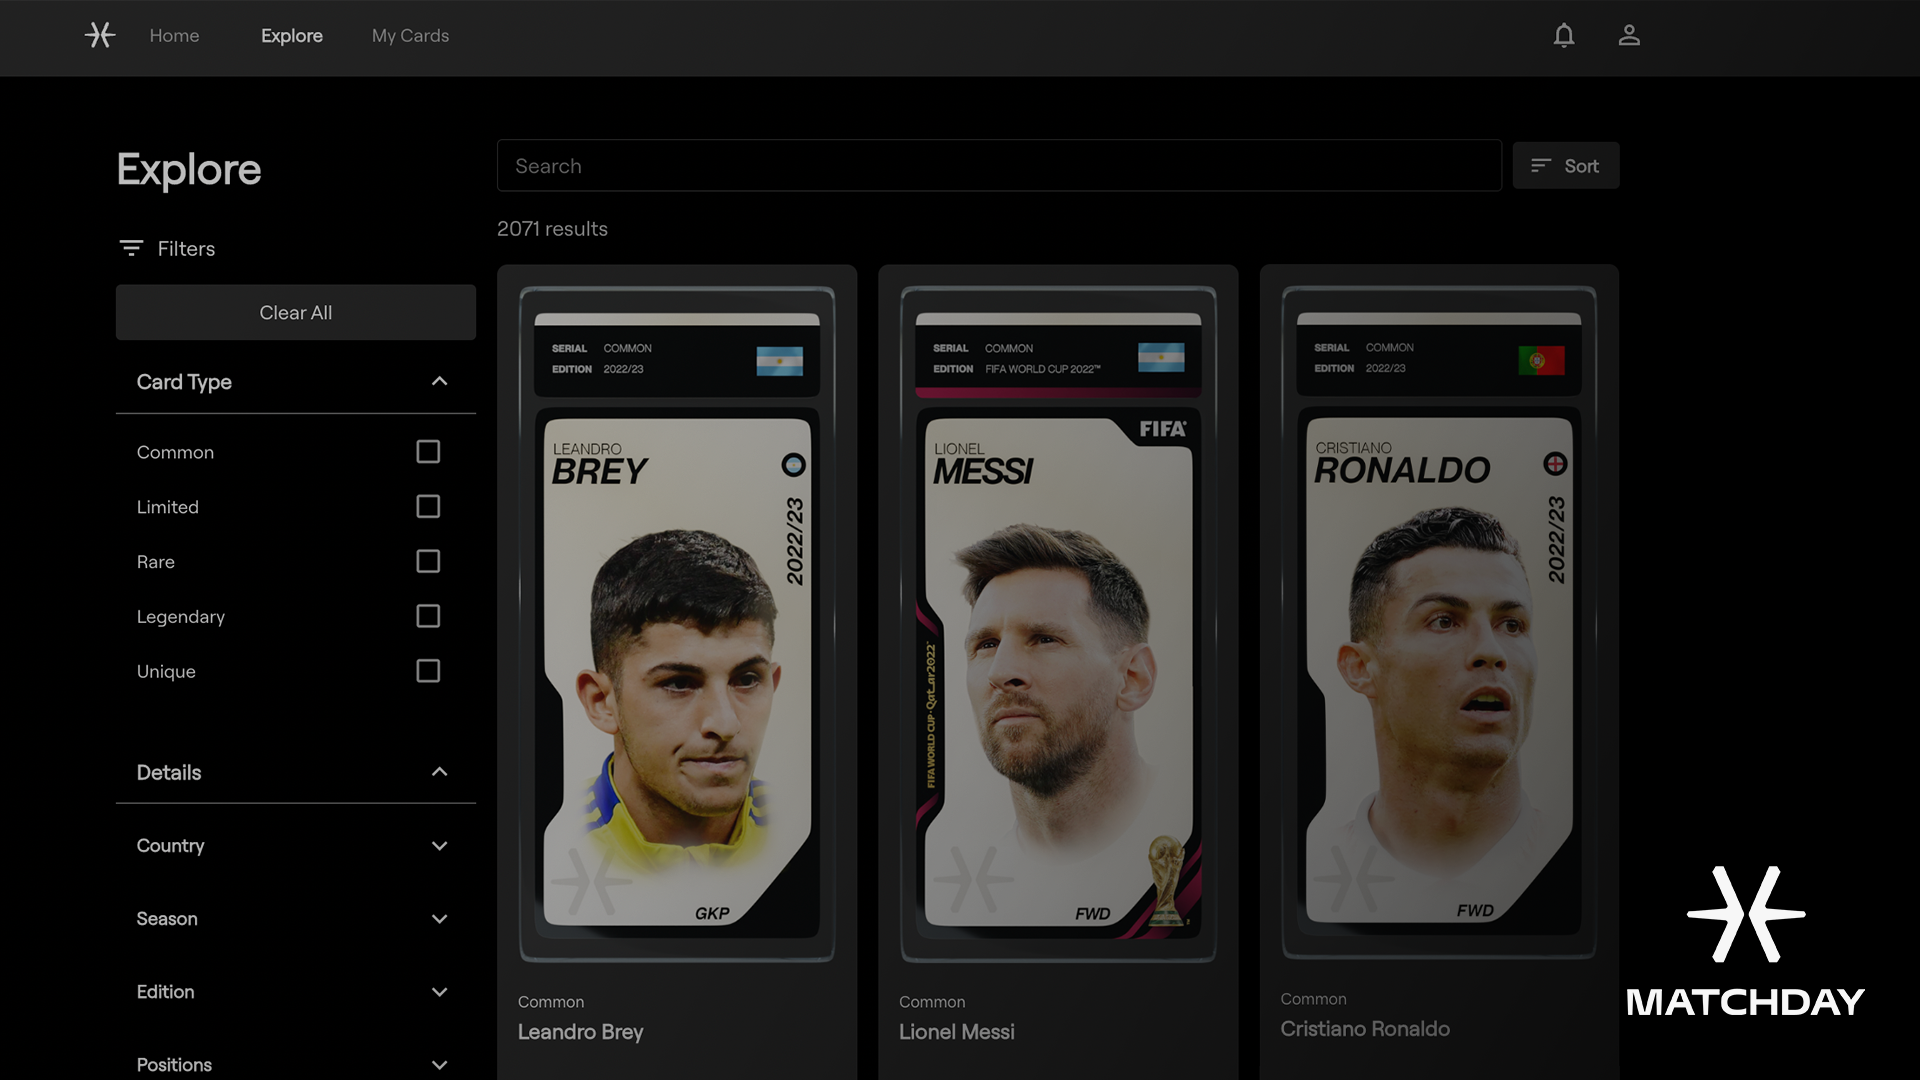 Home
Explore
My Cards
Explore
Search
Sort
2071 results
Filters
Clear All
Card Type
Common
Limited
Rare
Legendary
Unique
Details
Country
Season
Edition
Positions
SERIAL COMMON
EDITION 2022/23
LEANDRO
BREY
2022/23
GKP
Common
Leandro Brey
SERIAL COMMON
EDITION FIFA WORLD CUP 2022™
FIFA
LIONEL
MESSI
FIFA WORLD CUP Qatar2022
FWD
Common
Lionel Messi
SERIAL COMMON
EDITION 2022/23
CRISTIANO
RONALDO
2022/23
FWD
Common
Cristiano Ronaldo
MATCHDAY